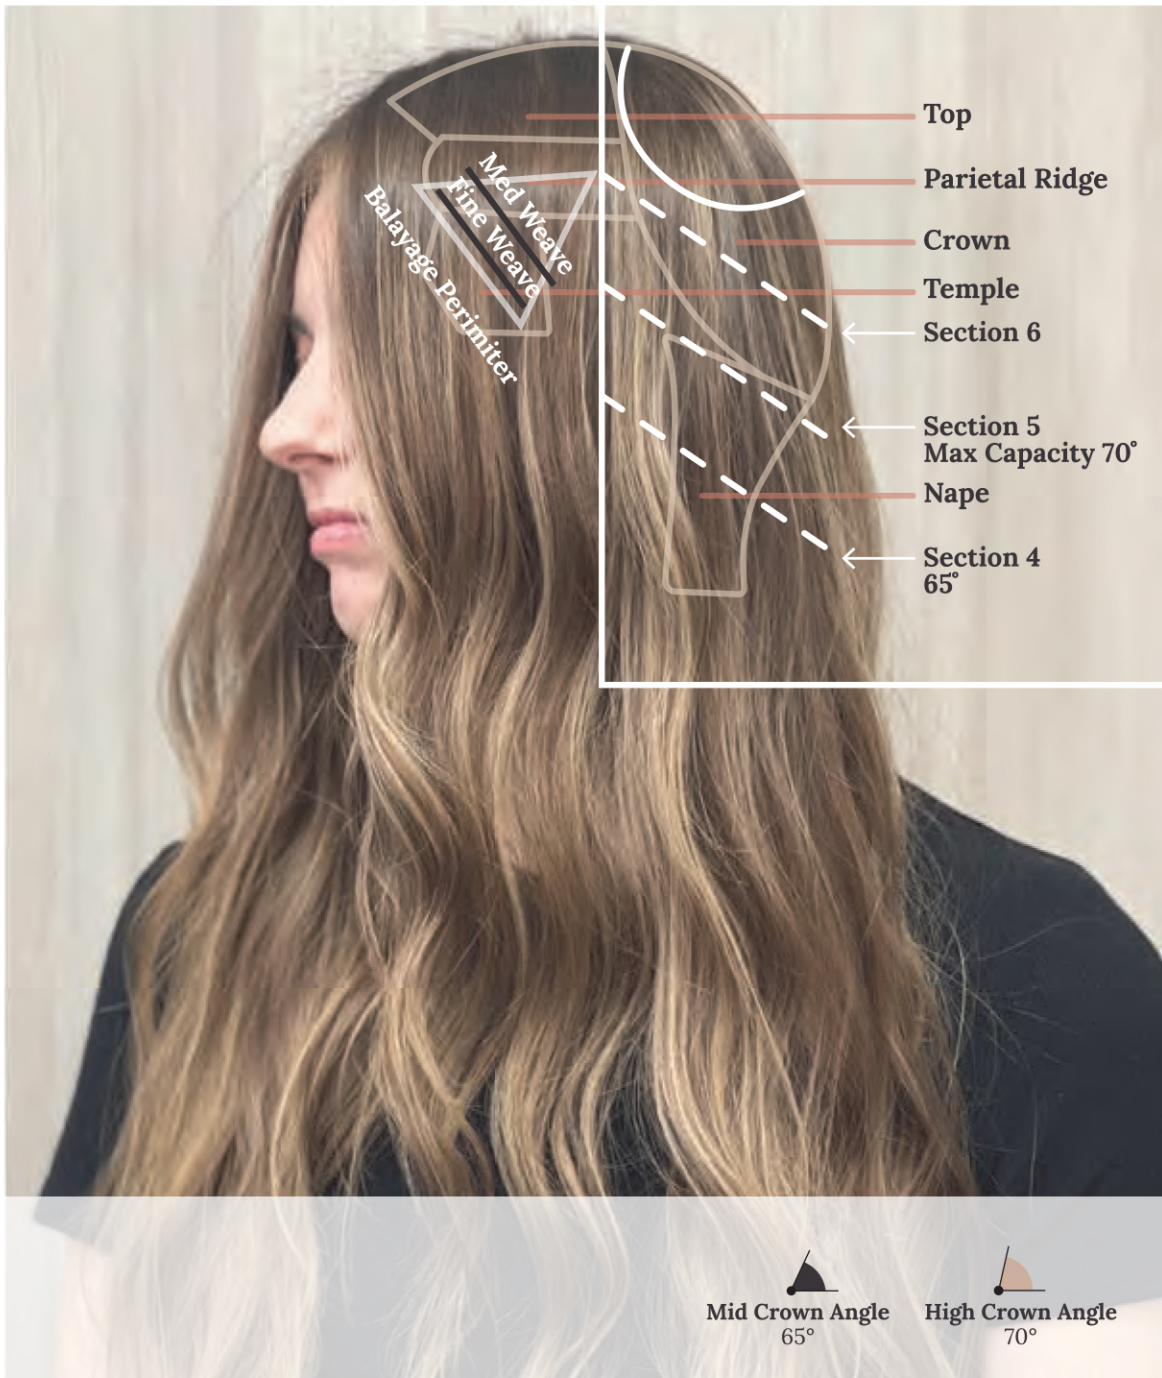 Top
Parietal Ridge
Crown
Temple
Section 6
Section 5
Max Capacity 70°
Nape
Section 4
65°
Med Weave
Fine Weave
Balayage Perimiter
Mid Crown Angle
65°
High Crown Angle
70°